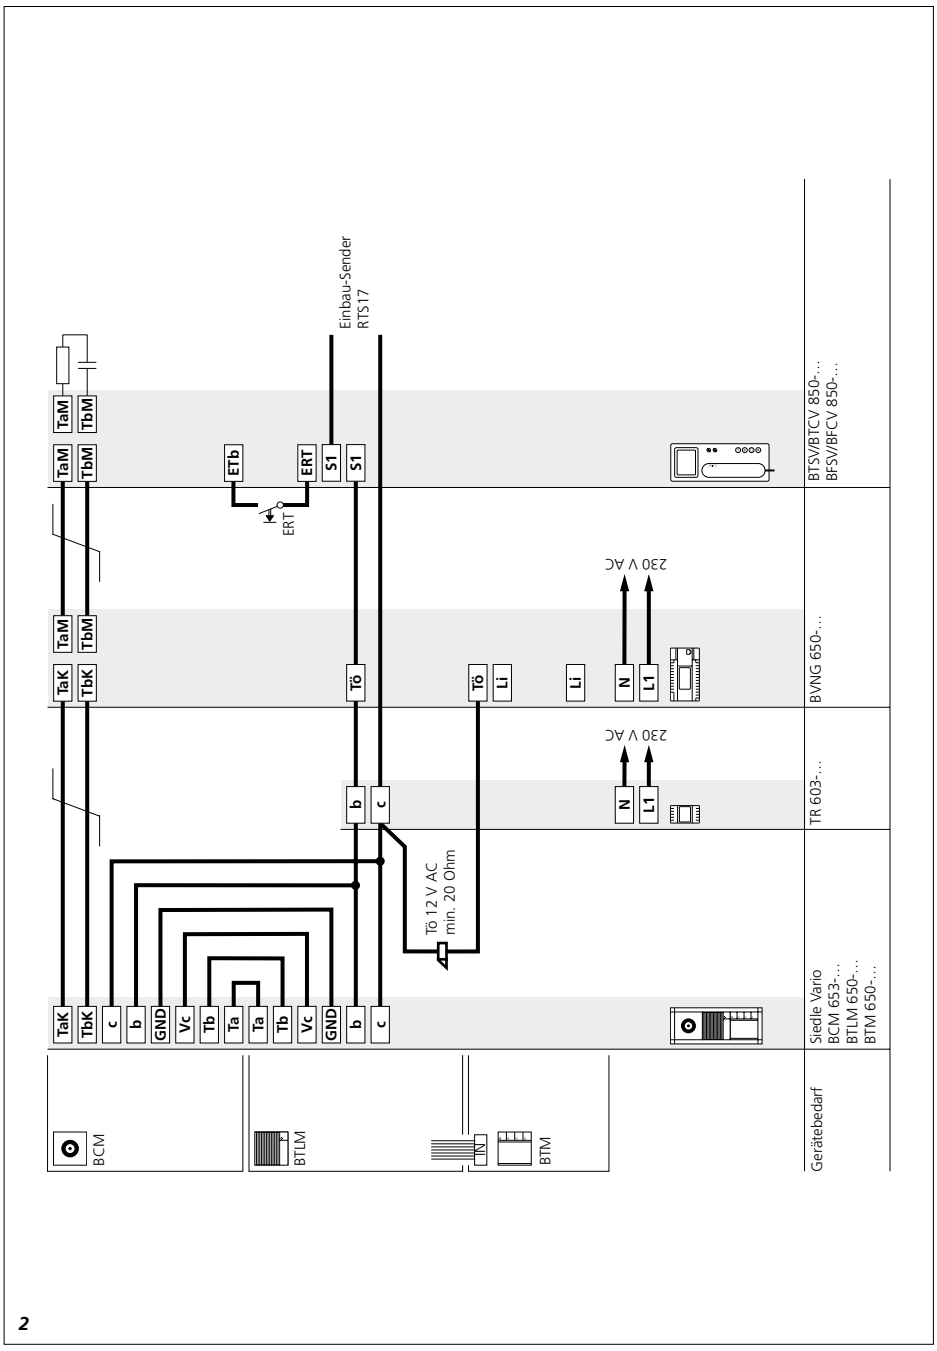 BCM
BTLM
IN
BTM
Gerätebedarf
TaK
TbK
c
b
GND
Vc
Tb
Ta
Ta
Tb
Vc
GND
b
c
Siedle Vario
BCM 653-…
BTLM 650-…
BTM 650-…
Tö 12 V AC
min. 20 Ohm
b
c
N
L1
230 V AC
TR 603-…
TaK
TbK
TaM
TbM
Tö
Tö
Li
Li
N
L1
230 V AC
BVNG 650-…
ERT
TaM
TbM
TaM
TbM
ETb
ERT
S1
S1
Einbau-Sender
RTS17
BTSV/BTCV 850-…
BFSV/BFCV 850-…
2